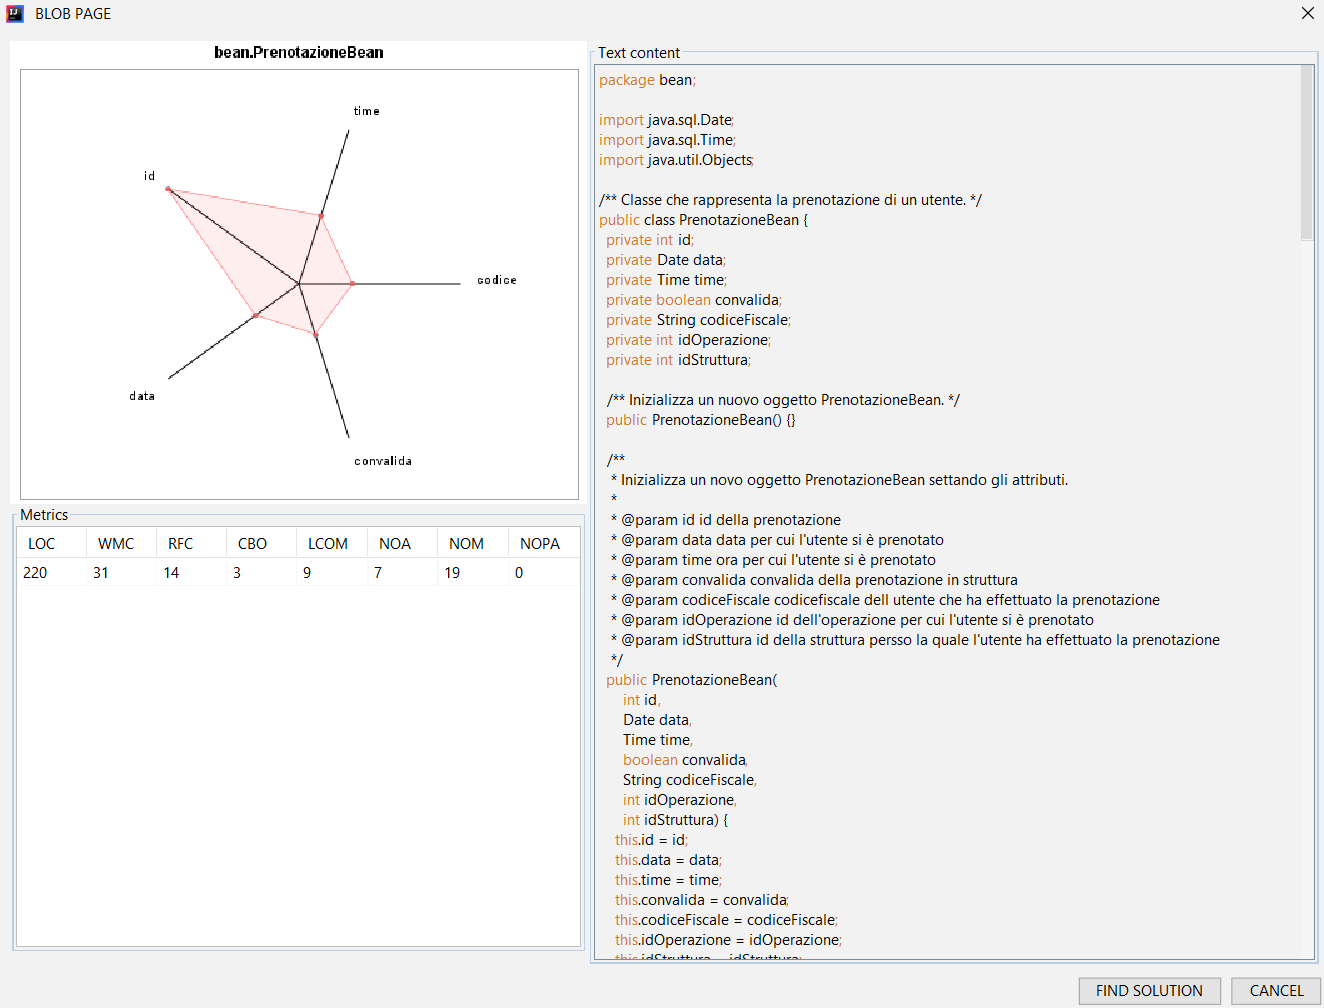 BLOB PAGE
bean.PrenotazioneBean
time
id
codice
data
convalida
Metrics
LOC WMC RFC CBO LCOM NOA NOM NOPA
220 31 14 3 9 7 19 0
Text content
package bean;
import java.sql.Date;
import java.sql.Time;
import java.util.Objects;
/** Classe che rappresenta la prenotazione di un utente. */
public class PrenotazioneBean {
private int id;
private Date data;
private Time time;
private boolean convalida;
private String codiceFiscale;
private int idOperazione;
private int idStruttura;
/** Inizializza un nuovo oggetto PrenotazioneBean. */
public PrenotazioneBean() {}
/**
* Inizializza un novo oggetto PrenotazioneBean settando gli attributi.
*
* @param id id della prenotazione
* @param data data per cui l'utente si è prenotato
* @param time ora per cui l'utente si è prenotato
* @param convalida convalida della prenotazione in struttura
* @param codiceFiscale codicefiscale dell utente che ha effettuato la prenotazione
* @param idOperazione id dell'operazione per cui l'utente si è prenotato
* @param idStruttura id della struttura persso la quale l'utente ha effettuato la prenotazione
*/
public PrenotazioneBean(
int id,
Date data,
Time time,
boolean convalida,
String codiceFiscale,
int idOperazione,
int idStruttura) {
this.id = id;
this.data = data;
this.time = time;
this.convalida = convalida;
this.codiceFiscale = codiceFiscale;
this.idOperazione = idOperazione;
this.idStruttura = idStruttura;
FIND SOLUTION
CANCEL